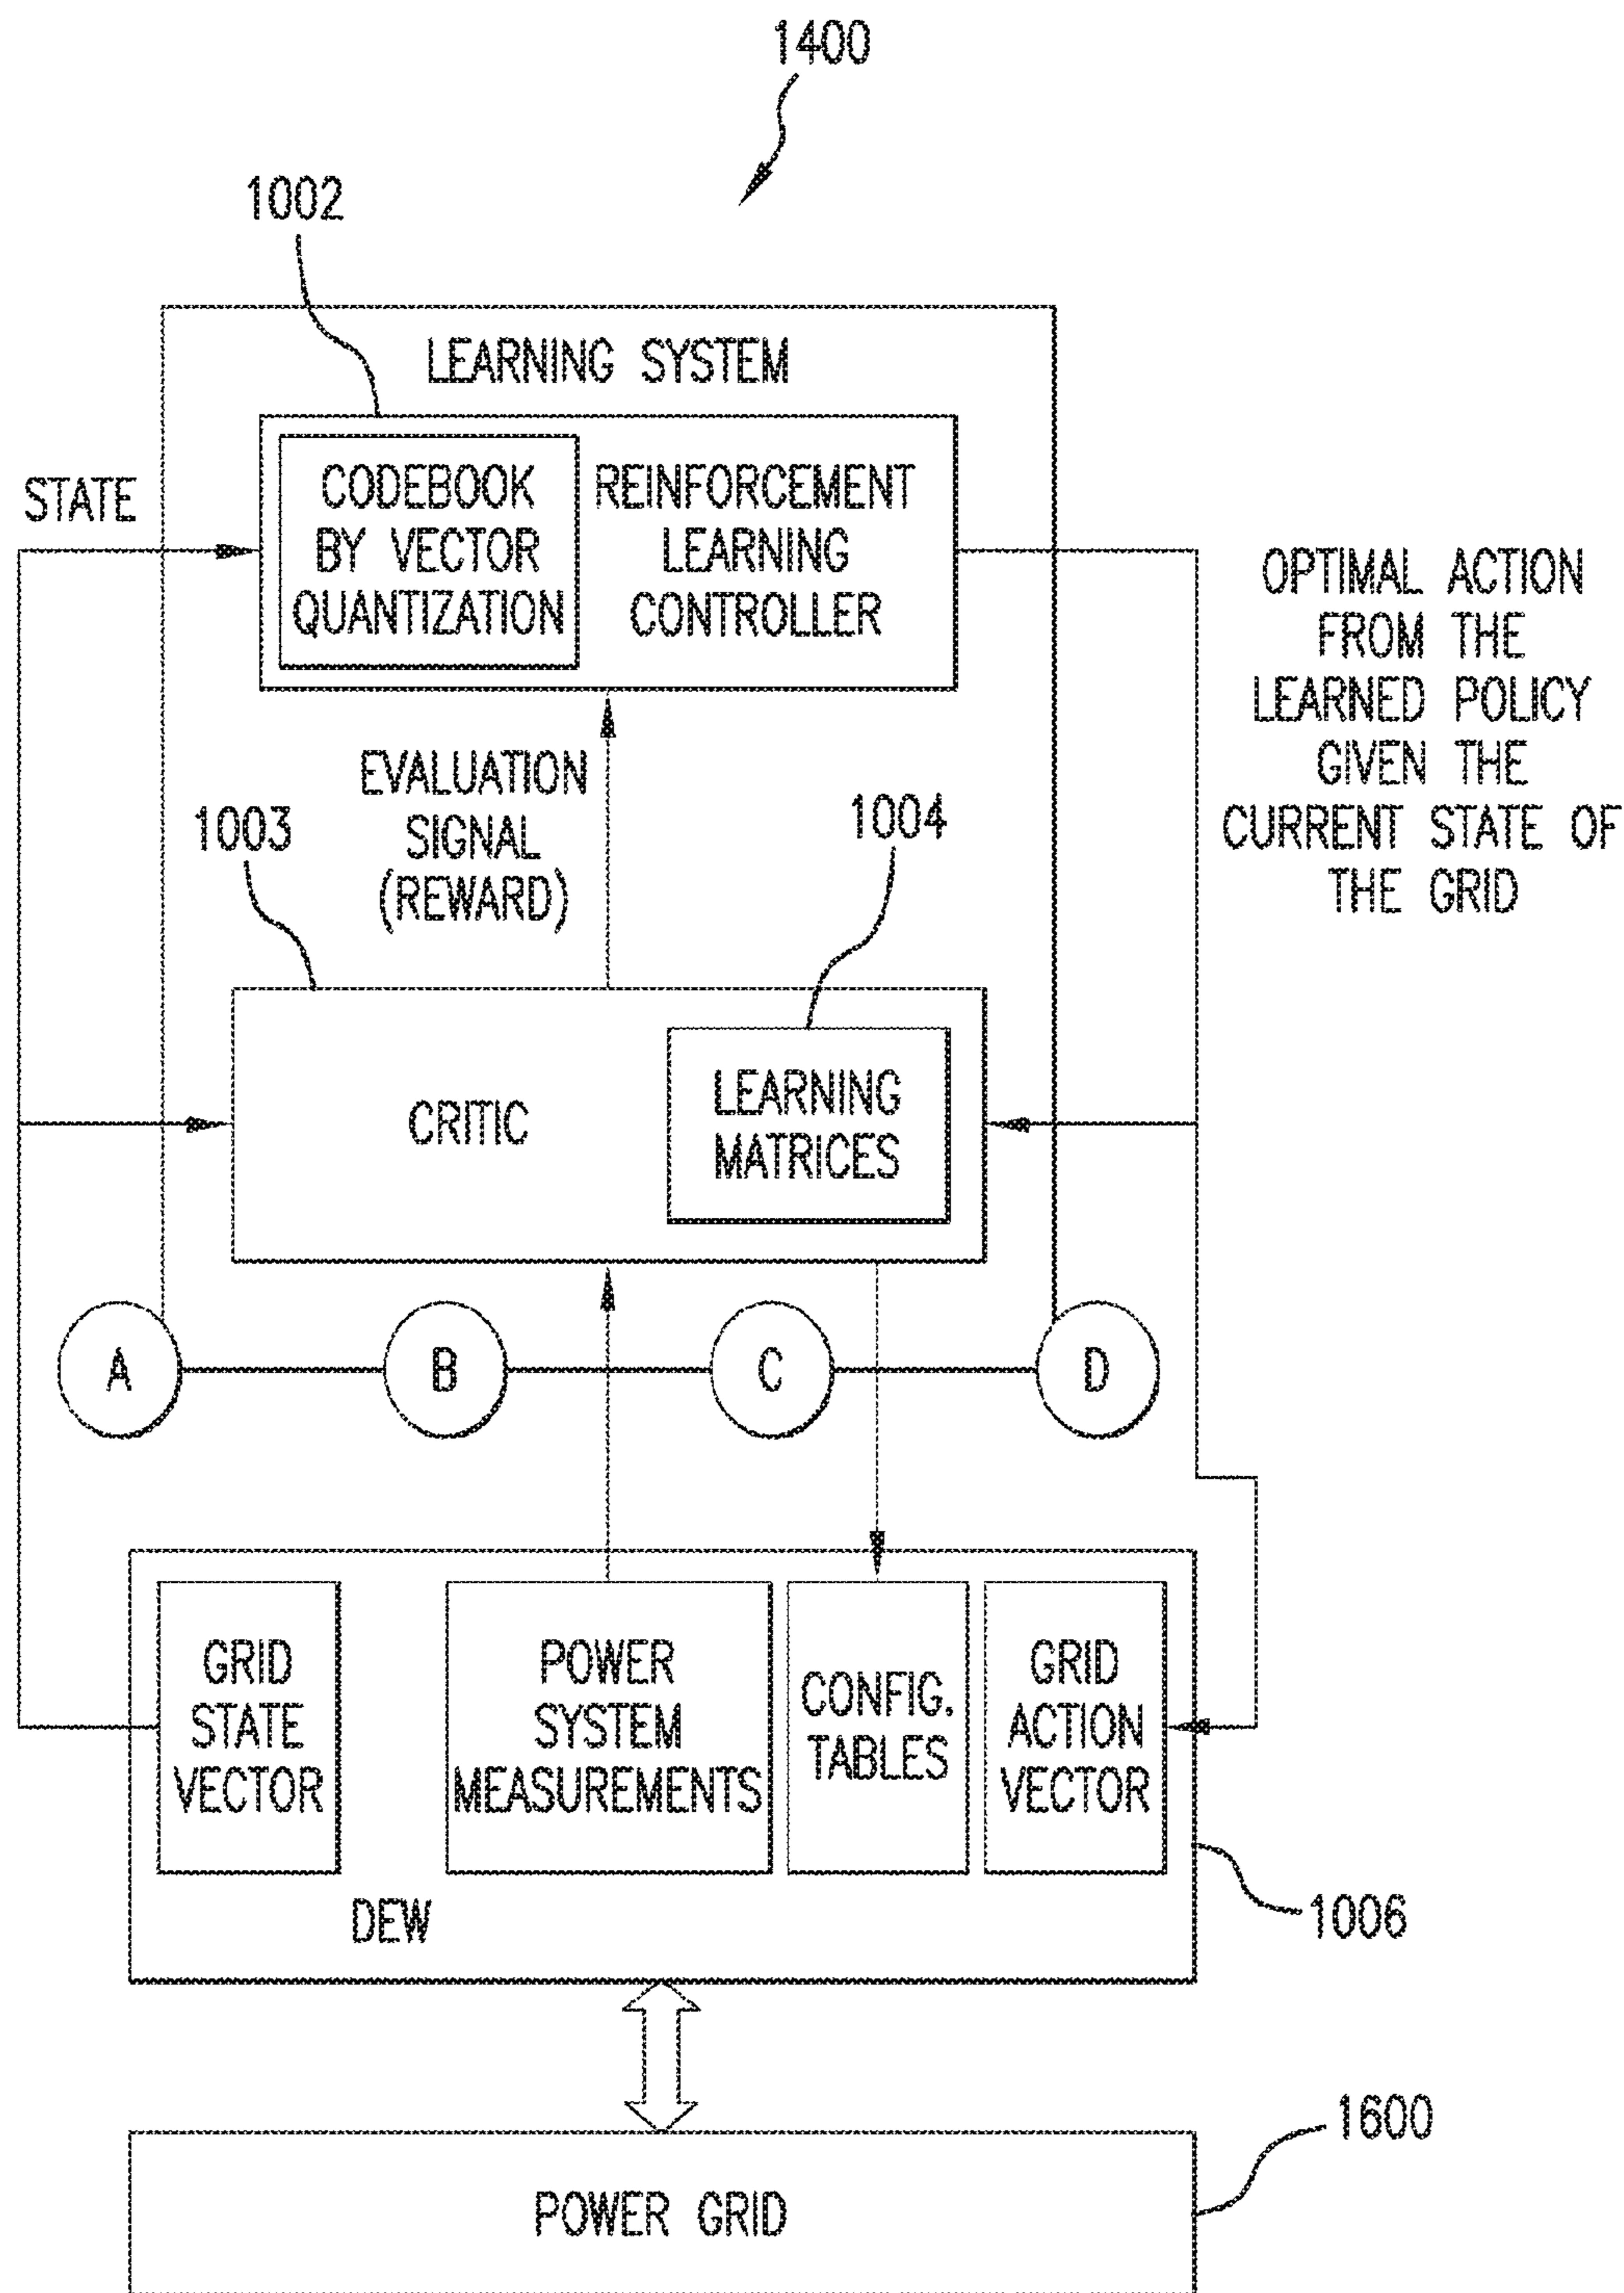 1400
1002
LEARNING SYSTEM
STATE
CODEBOOK
BY VECTOR
QUANTIZATION
REINFORCEMENT
LEARNING
CONTROLLER
OPTIMAL ACTION
FROM THE
LEARNED POLICY
GIVEN THE
CURRENT STATE OF
THE GRID
EVALUATION
SIGNAL
(REWARD)
1003
1004
CRITIC
LEARNING
MATRICES
A
B
C
D
GRID
STATE
VECTOR
POWER
SYSTEM
MEASUREMENTS
CONFIG.
TABLES
GRID
ACTION
VECTOR
DEW
1006
1600
POWER GRID